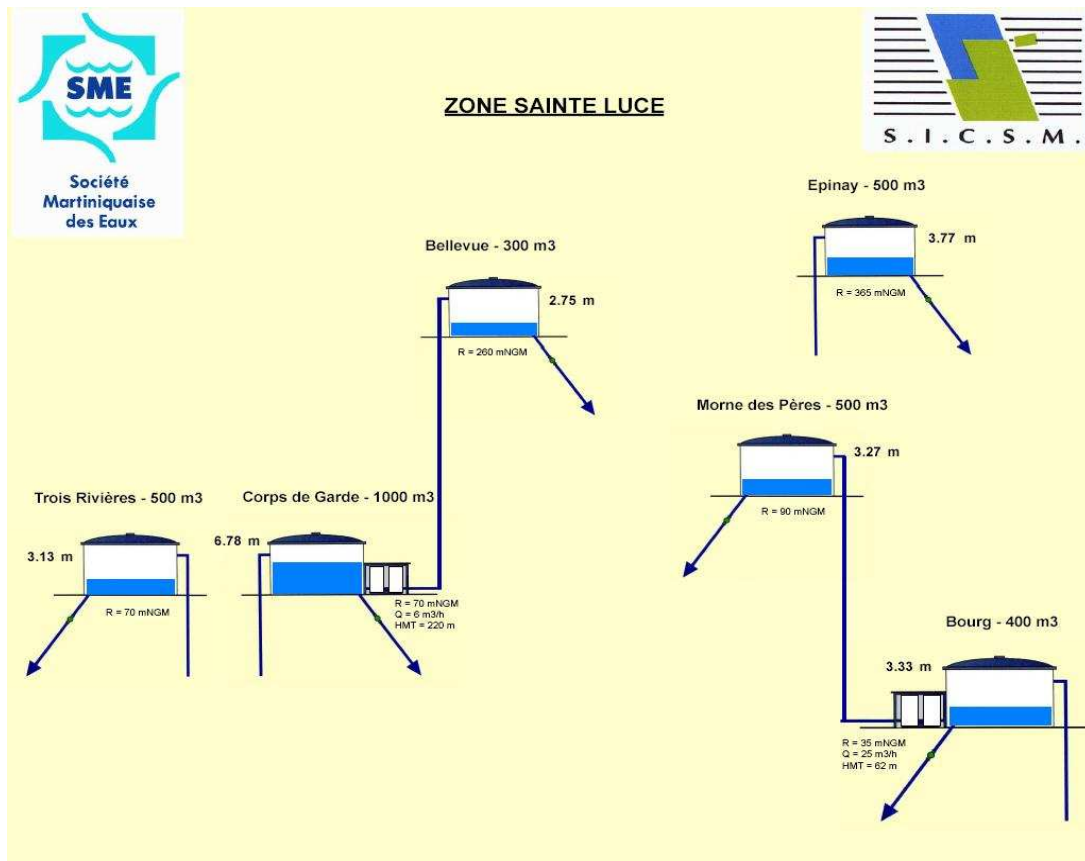 SME
Société
Martiniquaise
des Eaux
ZONE SAINTE LUCE
S.I.C.S.M.
Epinay - 500 m3
3.77 m
R = 365 mNGM
Bellevue - 300 m3
2.75 m
R = 260 mNGM
Morne des Pères - 500 m3
3.27 m
R = 90 mNGM
Trois Rivières - 500 m3
3.13 m
R = 70 mNGM
Corps de Garde - 1000 m3
6.78 m
R = 70 mNGM
Q = 6 m3/h
HMT = 220 m
Bourg - 400 m3
3.33 m
R = 35 mNGM
Q = 25 m3/h
HMT = 62 m